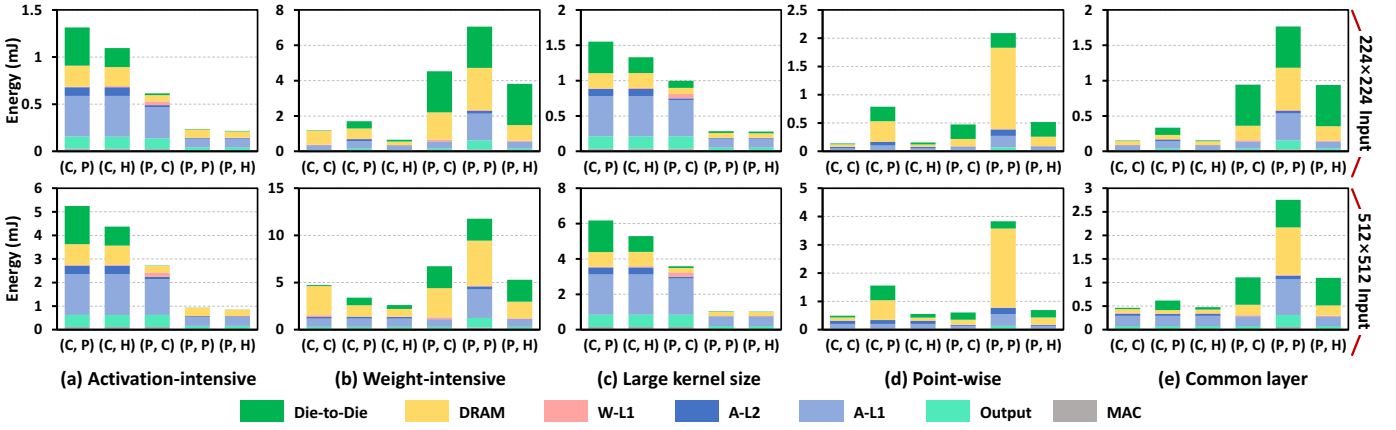 Energy (mJ)
1.5
1
0.5
0
(C, P) (C, H) (P, C) (P, P) (P, H)
8
6
4
2
0
(C, C) (C, P) (C, H) (P, C) (P, P) (P, H)
2
1.5
1
0.5
0
(C, P) (C, H) (P, C) (P, P) (P, H)
2.5
2
1.5
1
0.5
0
(C, C) (C, P) (C, H) (P, C) (P, P) (P, H)
2
1.5
1
0.5
0
(C, C) (C, P) (C, H) (P, C) (P, P) (P, H)
224×224 Input
Energy (mJ)
6
5
4
3
2
1
0
(C, P) (C, H) (P, C) (P, P) (P, H)
15
10
5
0
(C, C) (C, P) (C, H) (P, C) (P, P) (P, H)
8
6
4
2
0
(C, P) (C, H) (P, C) (P, P) (P, H)
5
4
3
2
1
0
(C, C) (C, P) (C, H) (P, C) (P, P) (P, H)
3
2.5
2
1.5
1
0.5
0
(C, C) (C, P) (C, H) (P, C) (P, P) (P, H)
512×512 Input
(a) Activation-intensive
(b) Weight-intensive
(c) Large kernel size
(d) Point-wise
(e) Common layer
Die-to-Die
DRAM
W-L1
A-L2
A-L1
Output
MAC